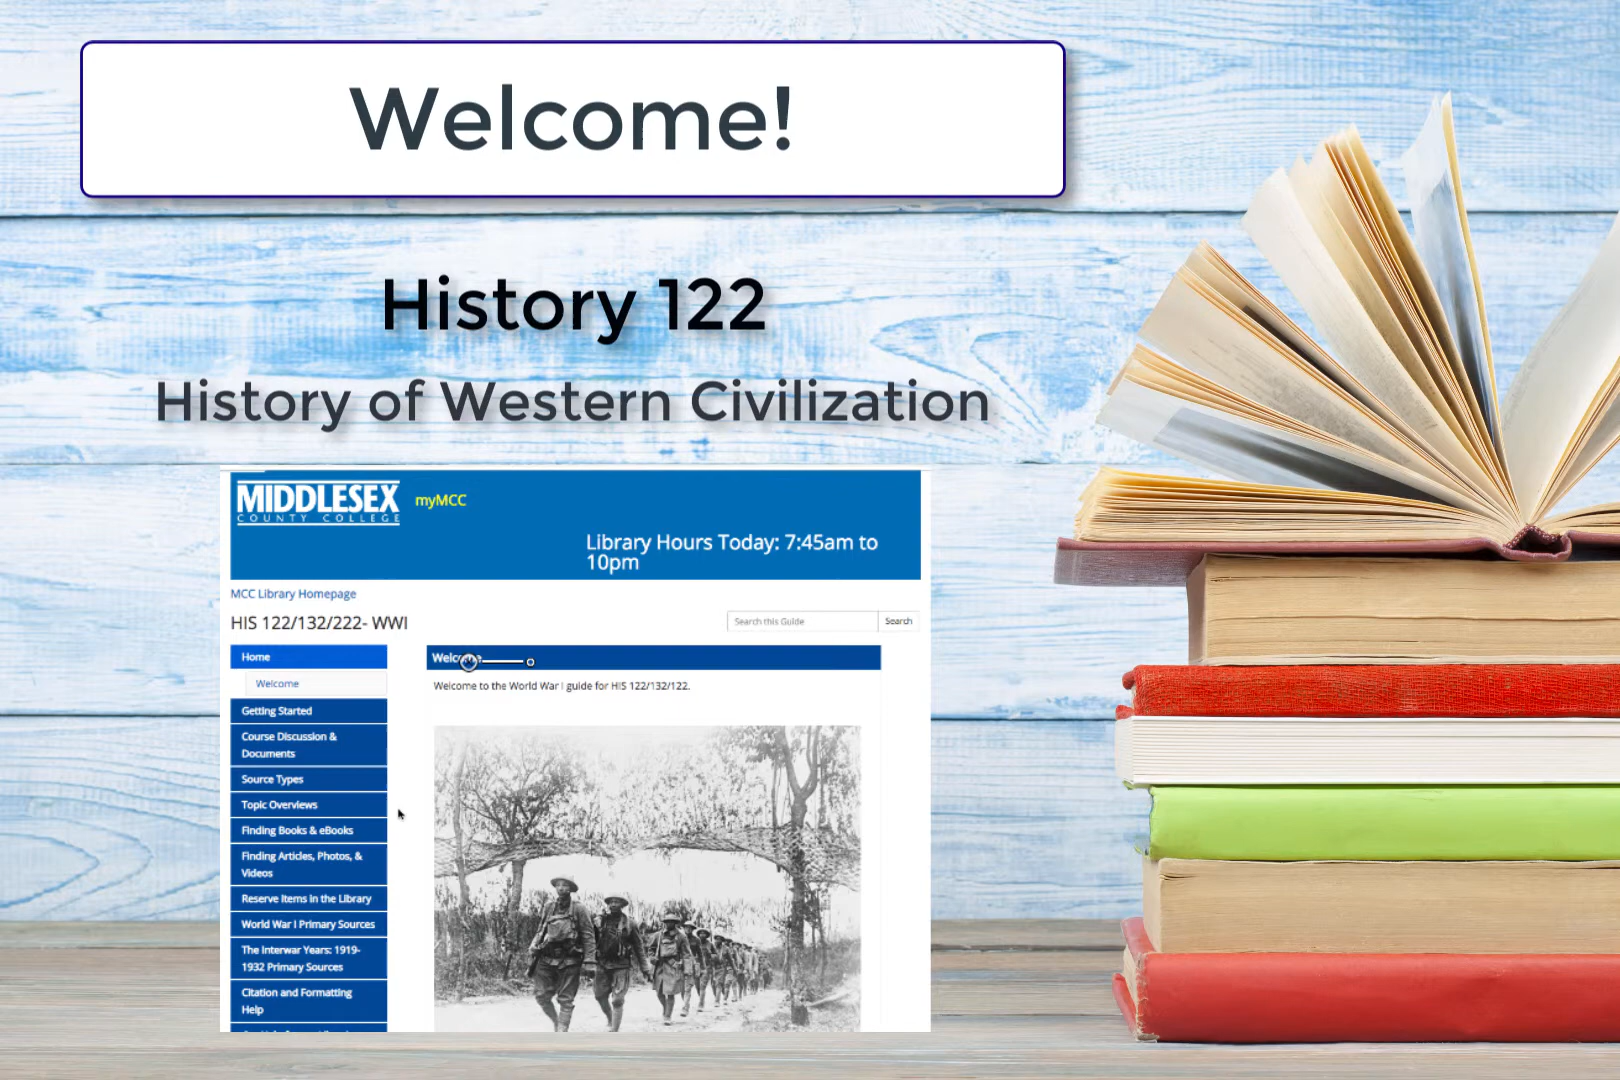 Welcome!
History 122
History of Western Civilization
MIDDLESEX
COUNTY COLLEGE
myMCC
Library Hours Today: 7:45am to
10pm
MCC Library Homepage
HIS 122/132/222- WWI
Search this Guide
Search
Home
Welcome
Getting Started
Course Discussion &
Documents
Source Types
Topic Overviews
Finding Books & eBooks
Finding Articles, Photos, &
Videos
Reserve Items in the Library
World War I Primary Sources
The Interwar Years: 1919-
1932 Primary Sources
Citation and Formatting
Help
Welcome
Welcome to the World War I guide for HIS 122/132/122.